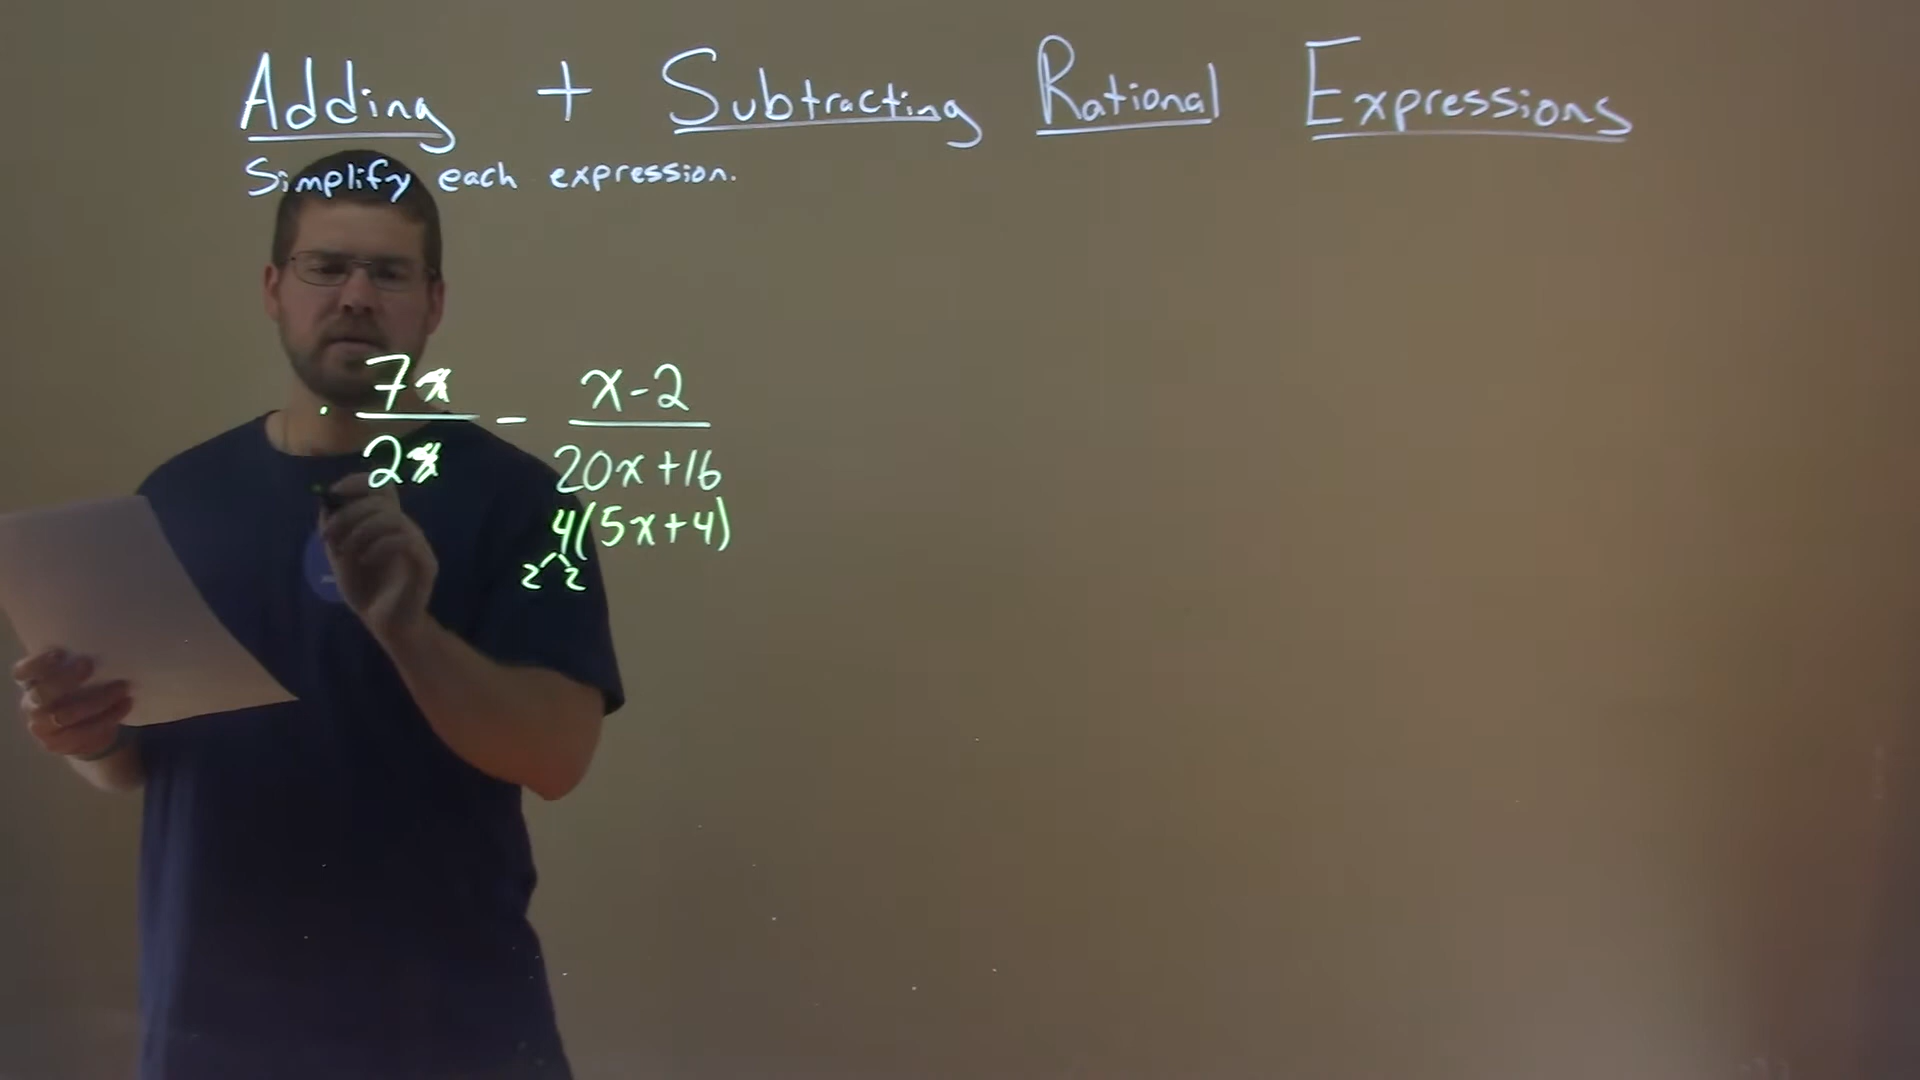 Adding + Subtracting Rational Expressions
Simplify each expression.
7x/2x - (x-2)/(20x+16)
4(5x+4)
2 2